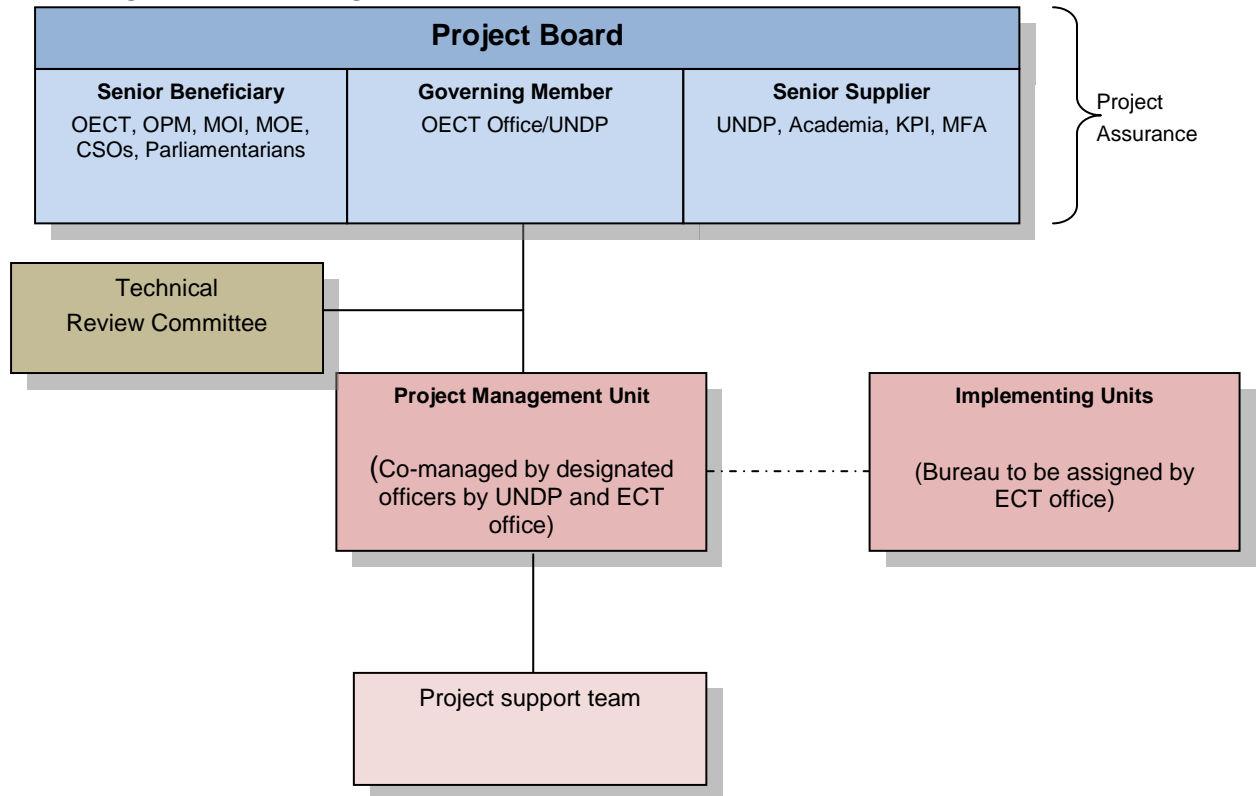 Project Board
Senior Beneficiary
OECT, OPM, MOI, MOE,
CSOs, Parliamentarians
Governing Member
OECT Office/UNDP
Senior Supplier
UNDP, Academia, KPI, MFA
Project
Assurance
Technical
Review Committee
Project Management Unit
(Co-managed by designated
officers by UNDP and ECT
office)
Implementing Units
(Bureau to be assigned by
ECT office)
Project support team